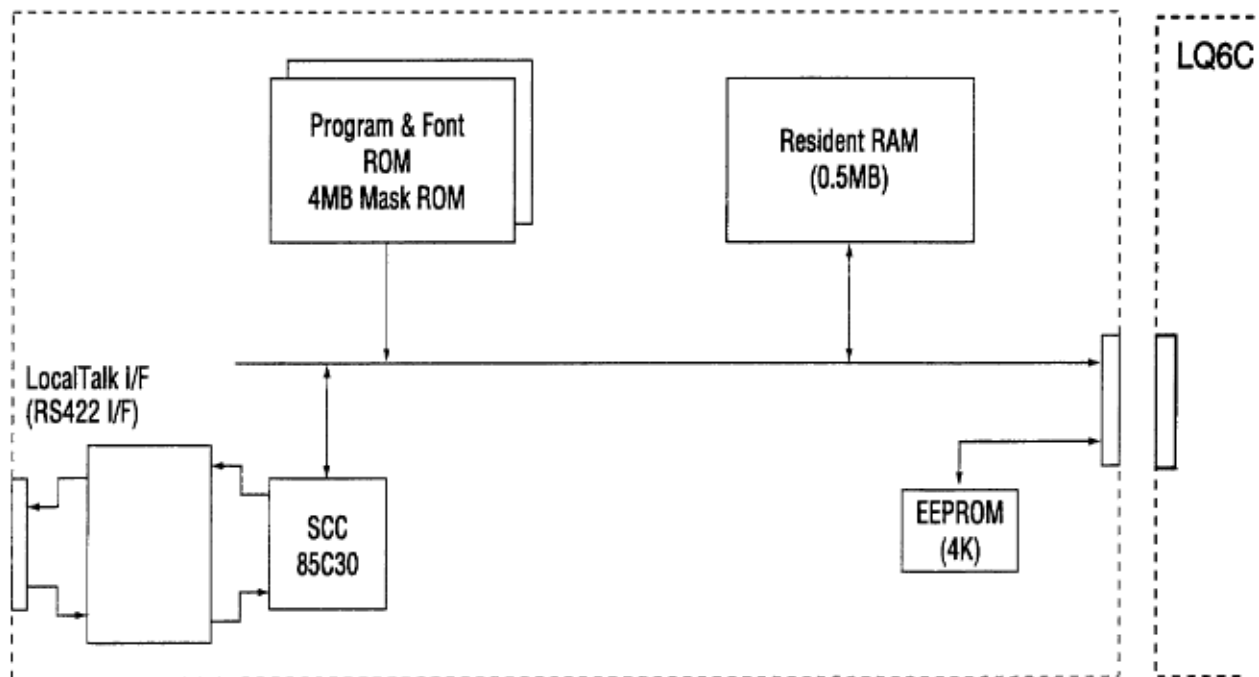 LQ6C
Program & Font
ROM
4MB Mask ROM
Resident RAM
(0.5MB)
LocalTalk I/F
(RS422 I/F)
SCC
85C30
EEPROM
(4K)